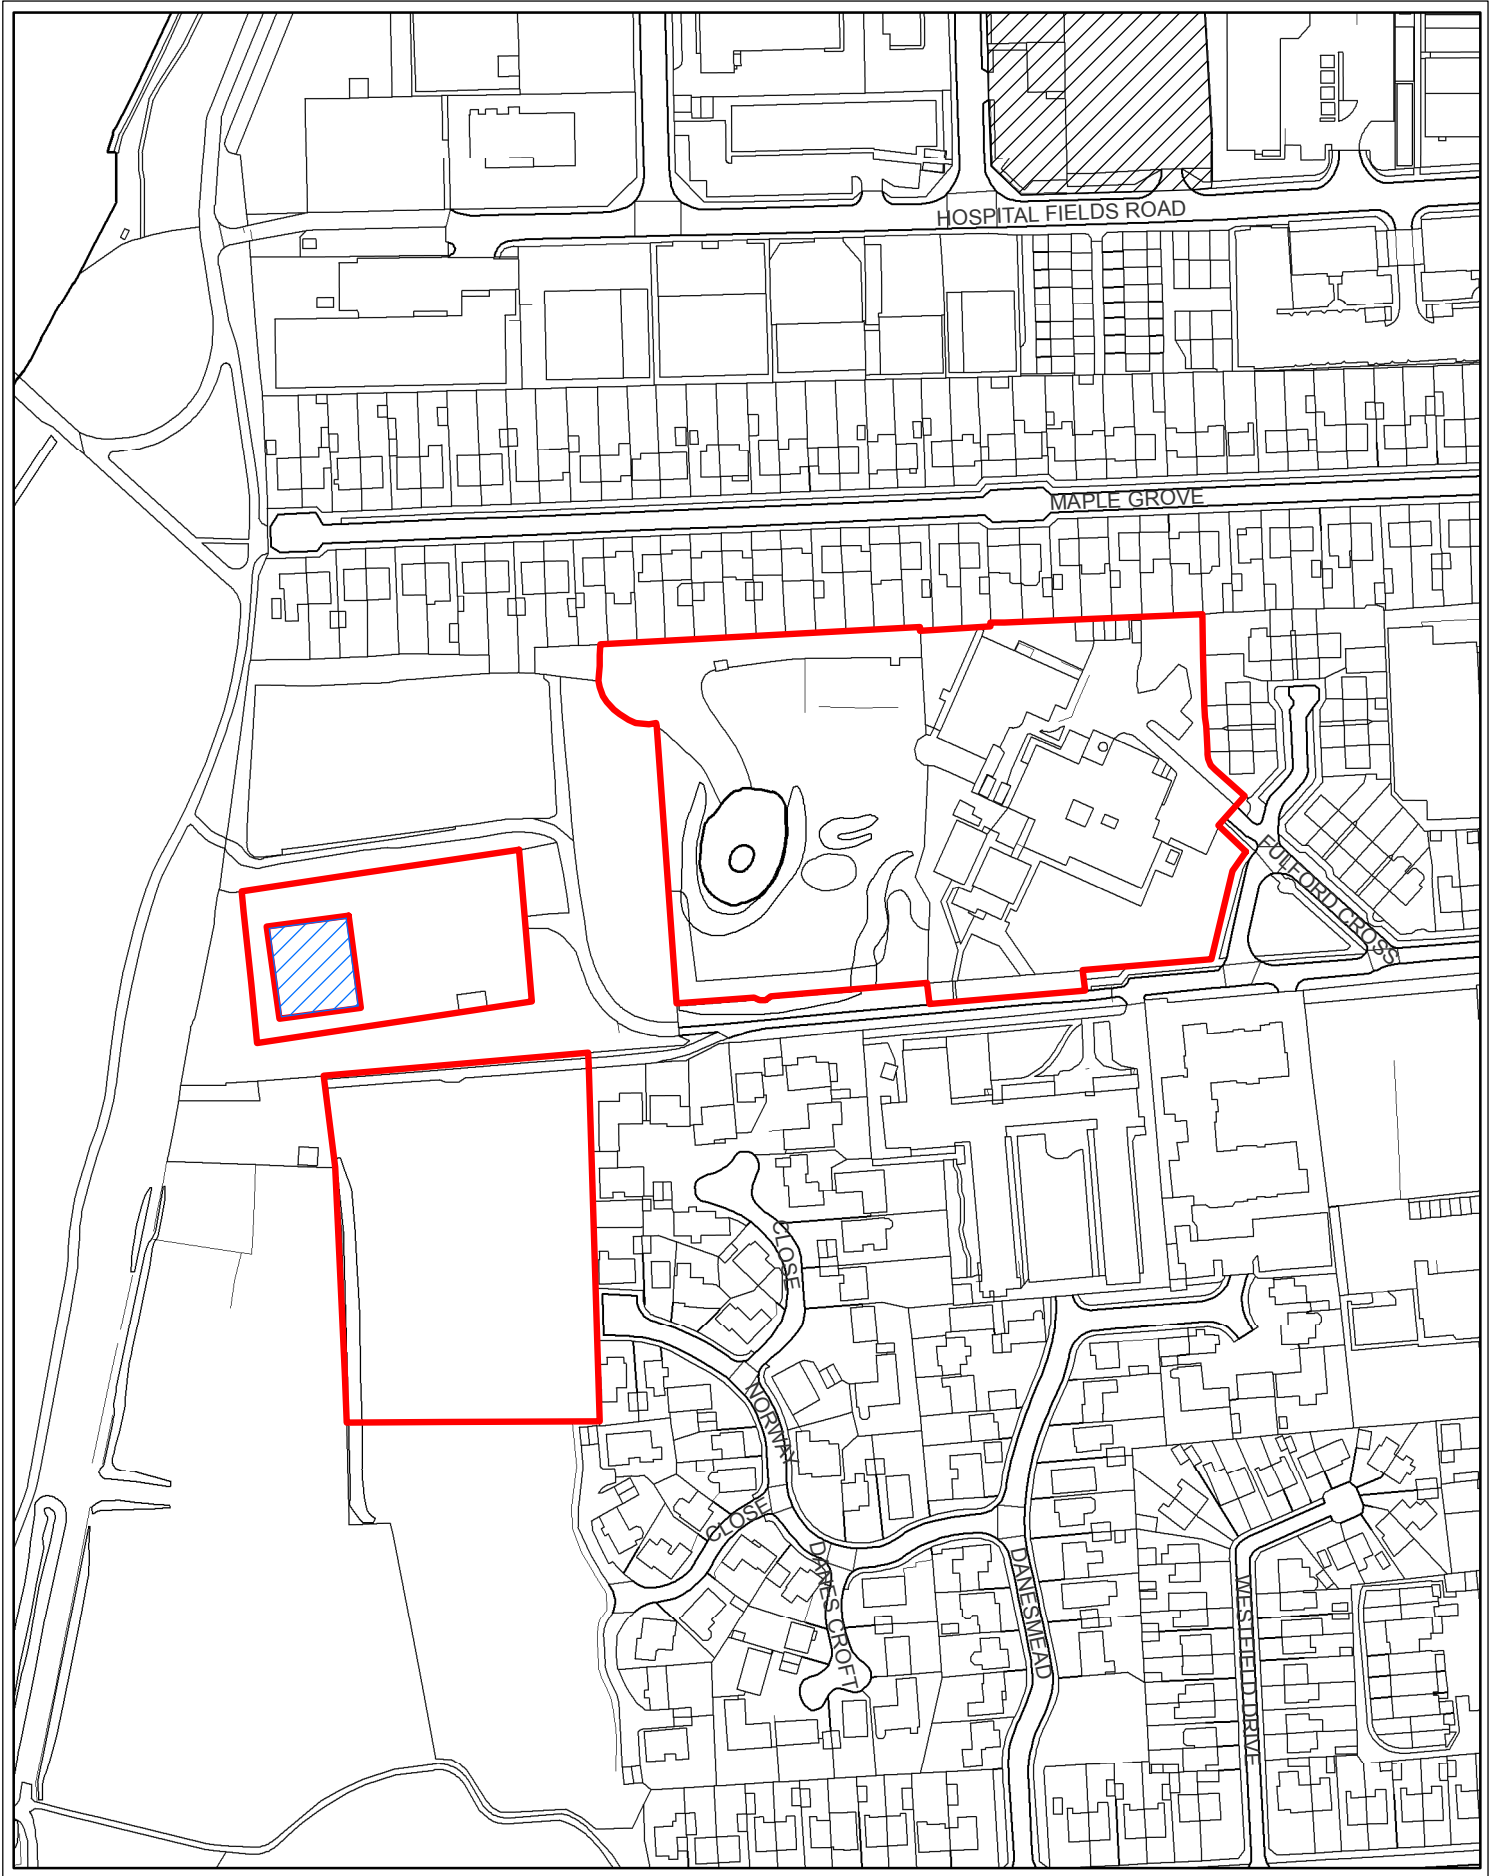 HOSPITAL FIELDS ROAD
MAPLE GROVE
FULFORD CROSS
CLOSE
NORWAY
CLOSE
DANES CROFT
DANESMEAD
WESTFIELD DRIVE